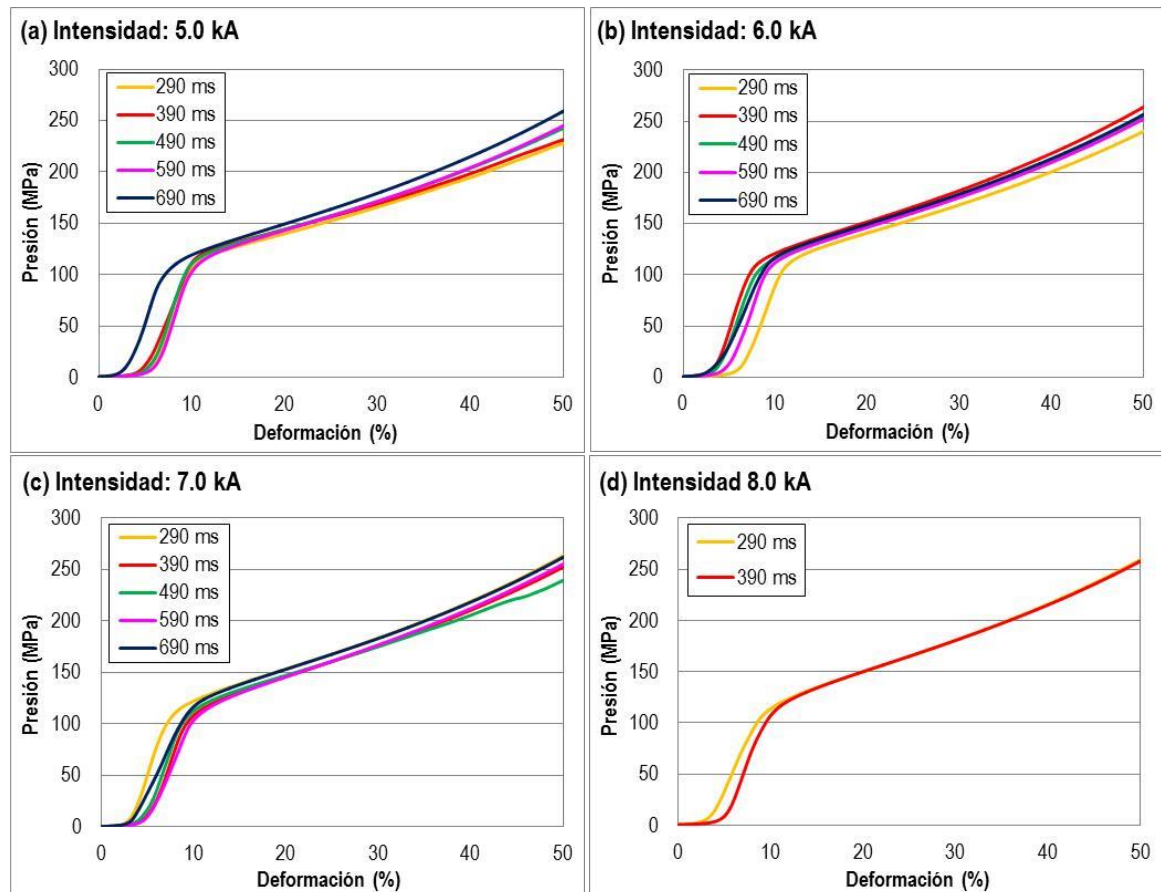 (a) Intensidad: 5.0 kA
Presión (MPa)
300
250
200
150
100
50
0
290 ms
390 ms
490 ms
590 ms
690 ms
0 10 20 30 40 50
Deformación (%)
(b) Intensidad: 6.0 kA
Presión (MPa)
300
250
200
150
100
50
0
290 ms
390 ms
490 ms
590 ms
690 ms
0 10 20 30 40 50
Deformación (%)
(c) Intensidad: 7.0 kA
Presión (MPa)
300
250
200
150
100
50
0
290 ms
390 ms
490 ms
590 ms
690 ms
0 10 20 30 40 50
Deformación (%)
(d) Intensidad 8.0 kA
Presión (MPa)
300
250
200
150
100
50
0
290 ms
390 ms
0 10 20 30 40 50
Deformación (%)